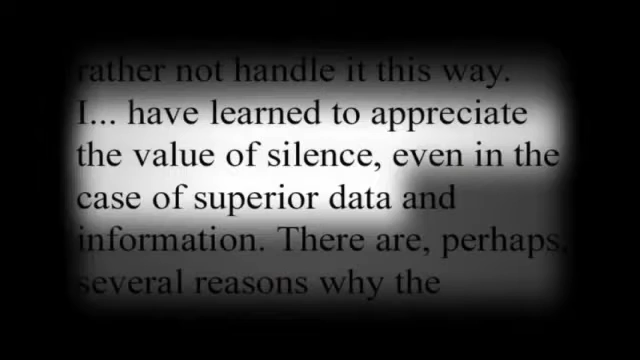 rather not handle it this way.
I... have learned to appreciate
the value of silence, even in the
case of superior data and
information. There are, perhaps,
several reasons why the